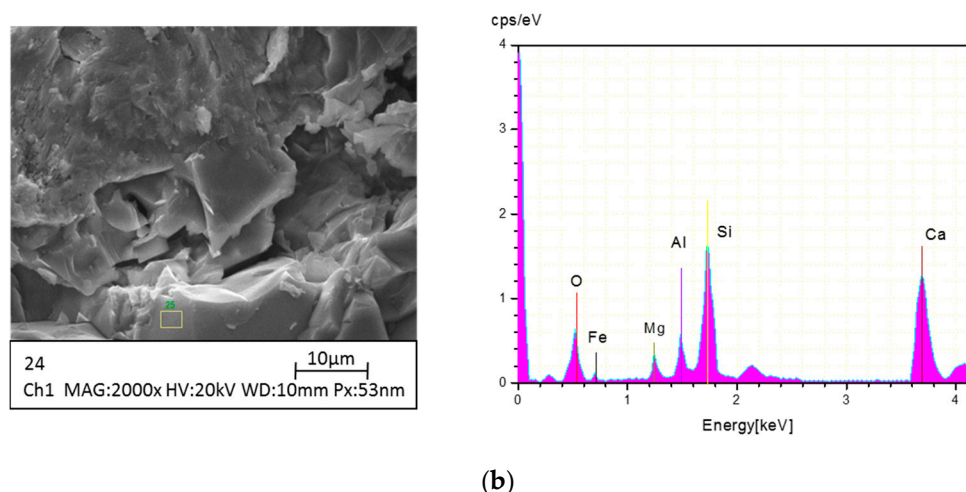 25
24
10μm
Ch1 MAG:2000x HV:20kV WD:10mm Px:53nm
cps/eV
4
3
2
1
0
O
Fe
Mg
Al
Si
Ca
0
1
2
3
4
Energy[keV]
(b)